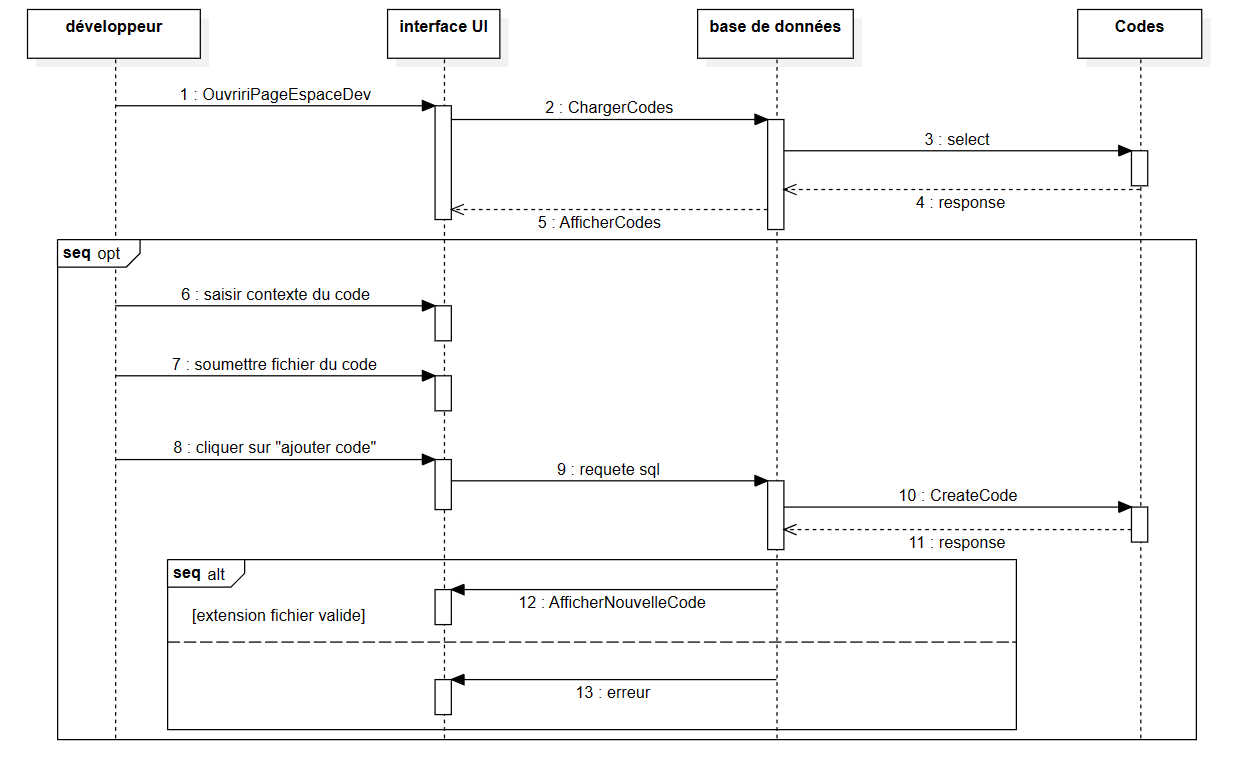 développeur
interface UI
base de données
Codes
1 : OuvririPageEspaceDev
2 : ChargerCodes
3 : select
4 : response
5 : AfficherCodes
seq opt
6 : saisir contexte du code
7 : soumettre fichier du code
8 : cliquer sur "ajouter code"
9 : requete sql
10 : CreateCode
11 : response
seq alt
12 : AfficherNouvelleCode
[extension fichier valide]
13 : erreur